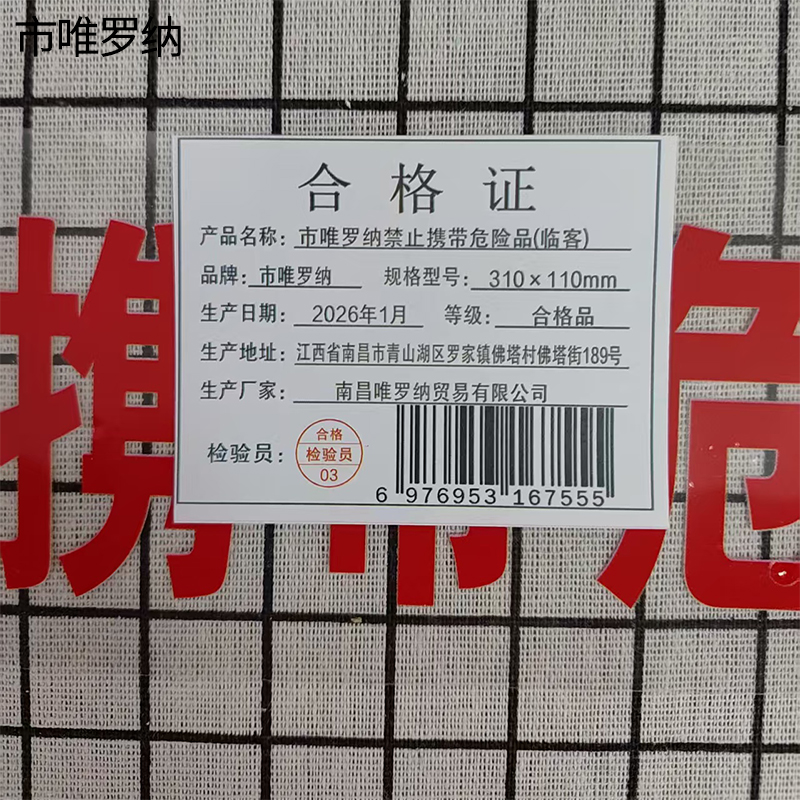 市唯罗纳
合格证
产品名称：市唯罗纳禁止携带危险品(临客)
品牌：市唯罗纳 规格型号：310×110mm
生产日期：2026年1月 等级：合格品
生产地址：江西省南昌市青山湖区罗家镇佛塔村佛塔街189号
生产厂家：南昌唯罗纳贸易有限公司
检验员：
合格
检验员
03
6 976953 167555
携带危